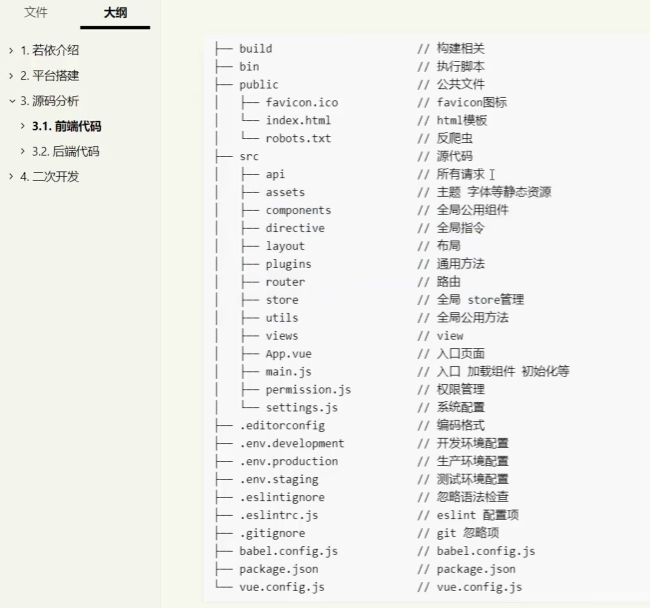 文件 大纲
1. 若依介绍
2. 平台搭建
3. 源码分析
3.1. 前端代码
3.2. 后端代码
4. 二次开发
├── build // 构建相关
├── bin // 执行脚本
├── public // 公共文件
│ ├── favicon.ico // favicon图标
│ └── index.html // html模板
│ └── robots.txt // 反爬虫
├── src // 源代码
│ ├── api // 所有请求
│ ├── assets // 主题 字体等静态资源
│ ├── components // 全局公用组件
│ ├── directive // 全局指令
│ ├── layout // 布局
│ ├── plugins // 通用方法
│ ├── router // 路由
│ ├── store // 全局 store管理
│ ├── utils // 全局公用方法
│ ├── views // view
│ ├── App.vue // 入口页面
│ ├── main.js // 入口 加载组件 初始化等
│ ├── permission.js // 权限管理
│ └── settings.js // 系统配置
├── .editorconfig // 编码格式
├── .env.development // 开发环境配置
├── .env.production // 生产环境配置
├── .env.staging // 测试环境配置
├── .eslintignore // 忽略语法检查
├── .eslintrc.js // eslint 配置项
├── .gitignore // git 忽略项
├── babel.config.js // babel.config.js
├── package.json // package.json
└── vue.config.js // vue.config.js